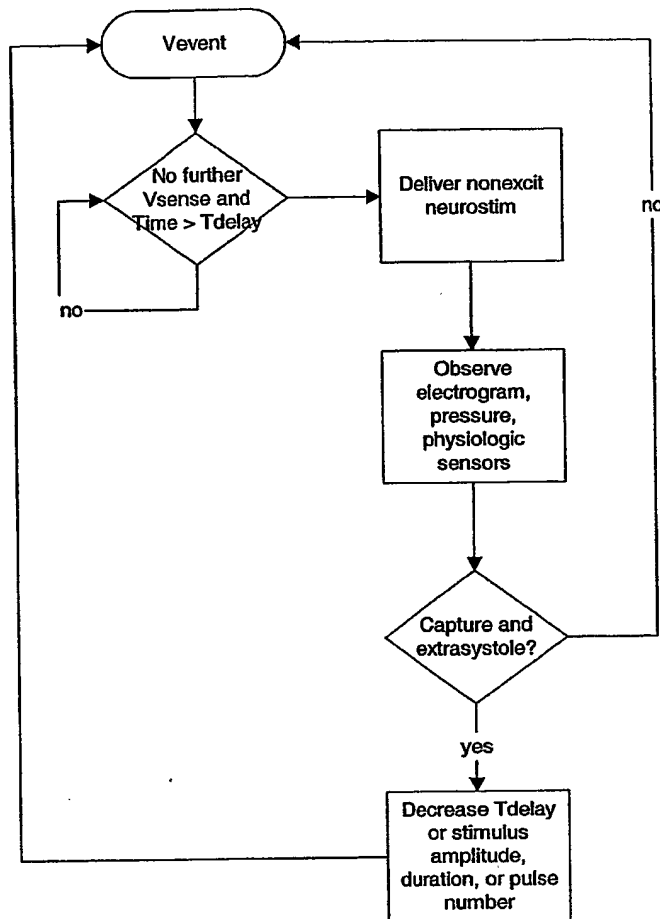 Vevent
No further
Vsense and
Time > Tdelay
no
Deliver nonexcit
neurostim
no
Observe
electrogram,
pressure,
physiologic
sensors
Capture and
extrasystole?
yes
Decrease Tdelay
or stimulus
amplitude,
duration, or pulse
number